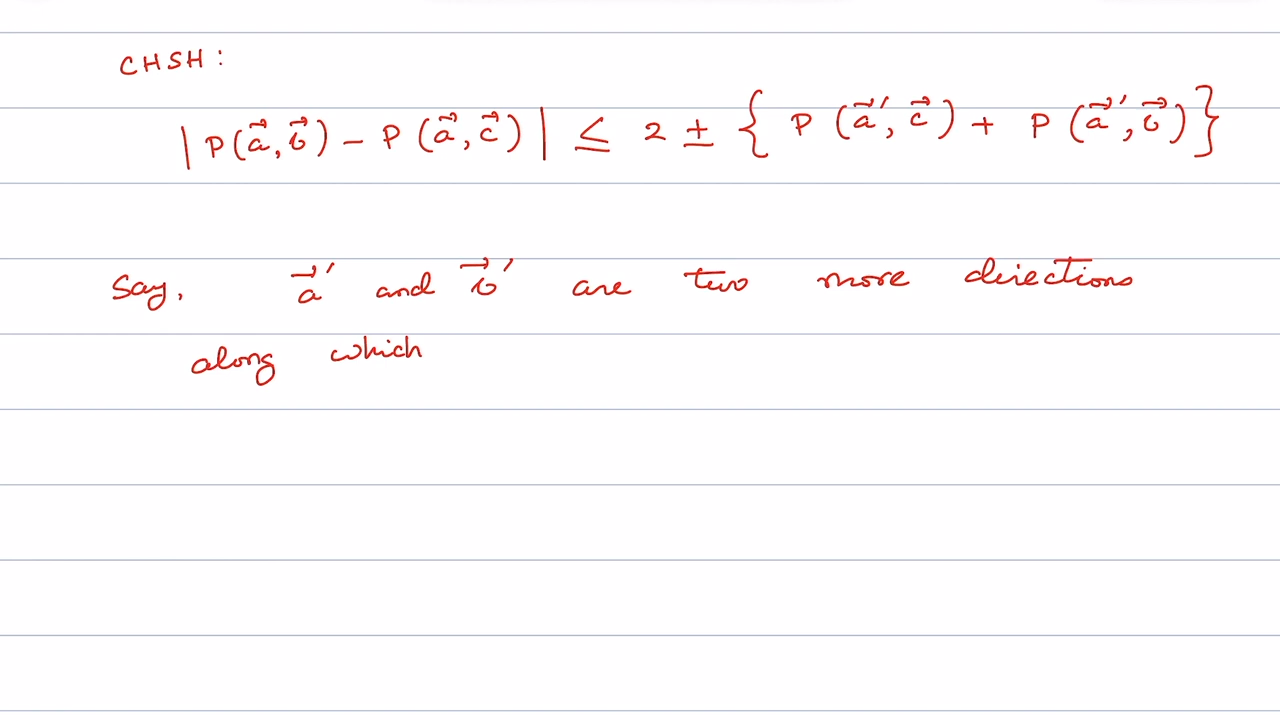 CHSH:
|P(a⃗, b⃗) − P(a⃗, c⃗)| ≤ 2 ± {P(a⃗′, c⃗) + P(a⃗′, b⃗)}
Say, a⃗′ and b⃗′ are two more directions
along which